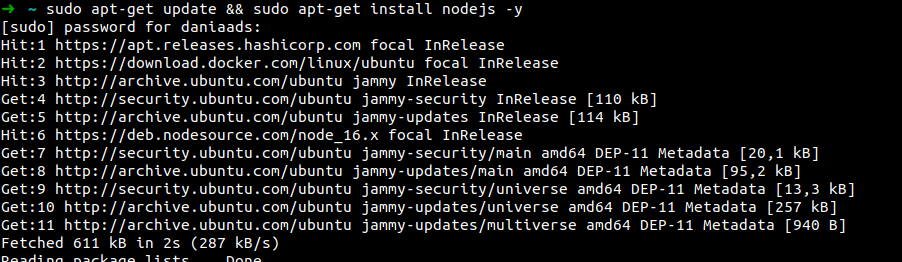 ➜ ~ sudo apt-get update && sudo apt-get install nodejs -y
[sudo] password for daniaads:
Hit:1 https://apt.releases.hashicorp.com focal InRelease
Hit:2 https://download.docker.com/linux/ubuntu focal InRelease
Hit:3 http://archive.ubuntu.com/ubuntu jammy InRelease
Get:4 http://security.ubuntu.com/ubuntu jammy-security InRelease [110 kB]
Get:5 http://archive.ubuntu.com/ubuntu jammy-updates InRelease [114 kB]
Hit:6 https://deb.nodesource.com/node_16.x focal InRelease
Get:7 http://security.ubuntu.com/ubuntu jammy-security/main amd64 DEP-11 Metadata [20,1 kB]
Get:8 http://archive.ubuntu.com/ubuntu jammy-updates/main amd64 DEP-11 Metadata [95,2 kB]
Get:9 http://security.ubuntu.com/ubuntu jammy-security/universe amd64 DEP-11 Metadata [13,3 kB]
Get:10 http://archive.ubuntu.com/ubuntu jammy-updates/universe amd64 DEP-11 Metadata [257 kB]
Get:11 http://archive.ubuntu.com/ubuntu jammy-updates/multiverse amd64 DEP-11 Metadata [940 B]
Fetched 611 kB in 2s (287 kB/s)
Reading package lists... Done